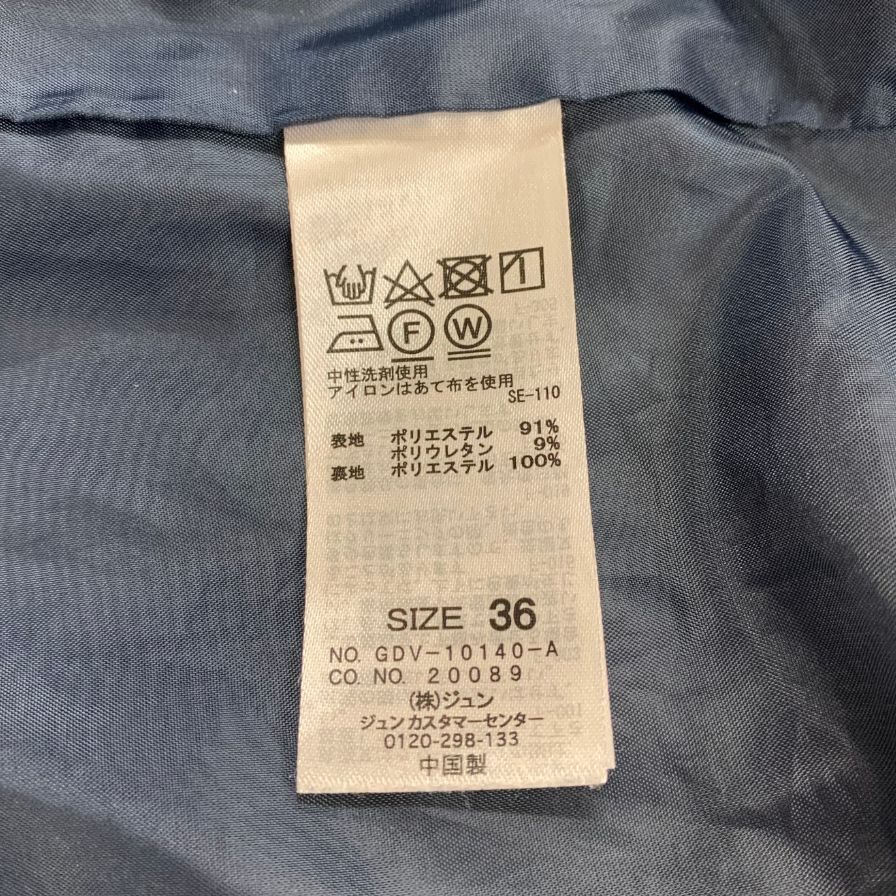 F
W
中性洗剤使用
アイロンはあて布を使用
SE-110
表地 ポリエステル 91%
ポリウレタン 9%
裏地 ポリエステル 100%
SIZE 36
NO. GDV-10140-A
CO. NO. 20089
(株)ジュン
ジュンカスタマーセンター
0120-298-133
中国製